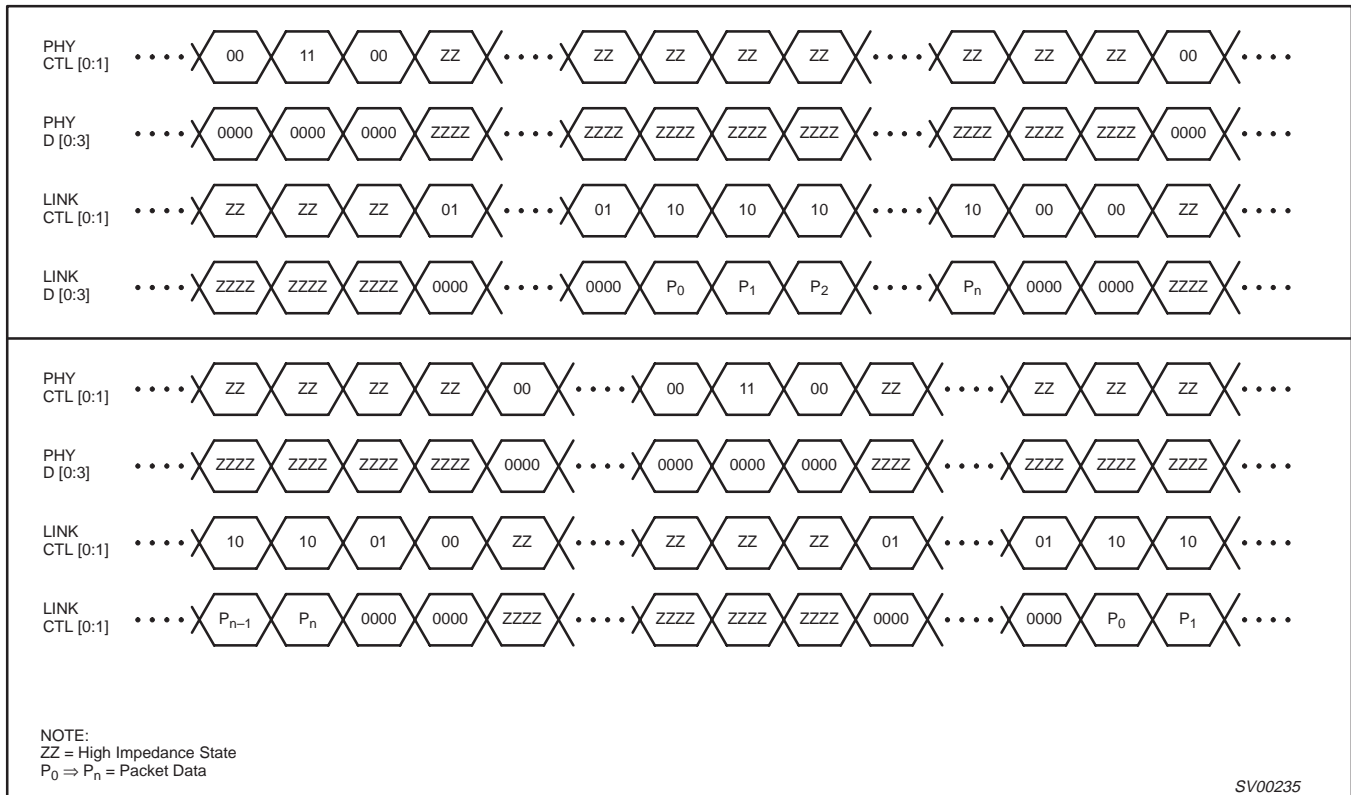 PHY
CTL [0:1]
00 11 00 ZZ ZZ ZZ ZZ ZZ ZZ ZZ ZZ 00
PHY
D [0:3]
0000 0000 0000 ZZZZ ZZZZ ZZZZ ZZZZ ZZZZ ZZZZ ZZZZ ZZZZ 0000
LINK
CTL [0:1]
ZZ ZZ ZZ 01 01 10 10 10 10 00 00 ZZ
LINK
D [0:3]
ZZZZ ZZZZ ZZZZ 0000 0000 P0 P1 P2 Pn 0000 0000 ZZZZ
PHY
CTL [0:1]
ZZ ZZ ZZ ZZ 00 00 11 00 ZZ ZZ ZZ ZZ
PHY
D [0:3]
ZZZZ ZZZZ ZZZZ ZZZZ 0000 0000 0000 0000 ZZZZ ZZZZ ZZZZ ZZZZ
LINK
CTL [0:1]
10 10 01 00 ZZ ZZ ZZ ZZ 01 01 10 10
LINK
CTL [0:1]
Pn–1 Pn 0000 0000 ZZZZ ZZZZ ZZZZ ZZZZ 0000 0000 P0 P1
NOTE:
ZZ = High Impedance State
P0 ⇒ Pn = Packet Data
SV00235